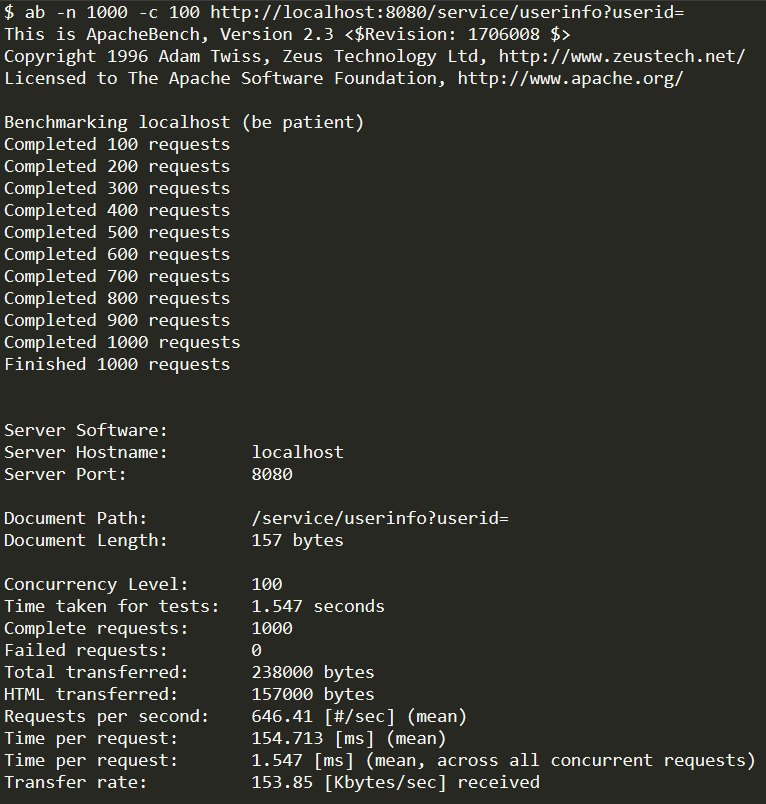 $ ab -n 1000 -c 100 http://localhost:8080/service/userinfo?userid=
This is ApacheBench, Version 2.3 <$Revision: 1706008 $>
Copyright 1996 Adam Twiss, Zeus Technology Ltd, http://www.zeustech.net/
Licensed to The Apache Software Foundation, http://www.apache.org/

Benchmarking localhost (be patient)
Completed 100 requests
Completed 200 requests
Completed 300 requests
Completed 400 requests
Completed 500 requests
Completed 600 requests
Completed 700 requests
Completed 800 requests
Completed 900 requests
Completed 1000 requests
Finished 1000 requests


Server Software:
Server Hostname:        localhost
Server Port:            8080

Document Path:          /service/userinfo?userid=
Document Length:        157 bytes

Concurrency Level:      100
Time taken for tests:   1.547 seconds
Complete requests:      1000
Failed requests:        0
Total transferred:      238000 bytes
HTML transferred:       157000 bytes
Requests per second:    646.41 [#/sec] (mean)
Time per request:       154.713 [ms] (mean)
Time per request:       1.547 [ms] (mean, across all concurrent requests)
Transfer rate:          153.85 [Kbytes/sec] received